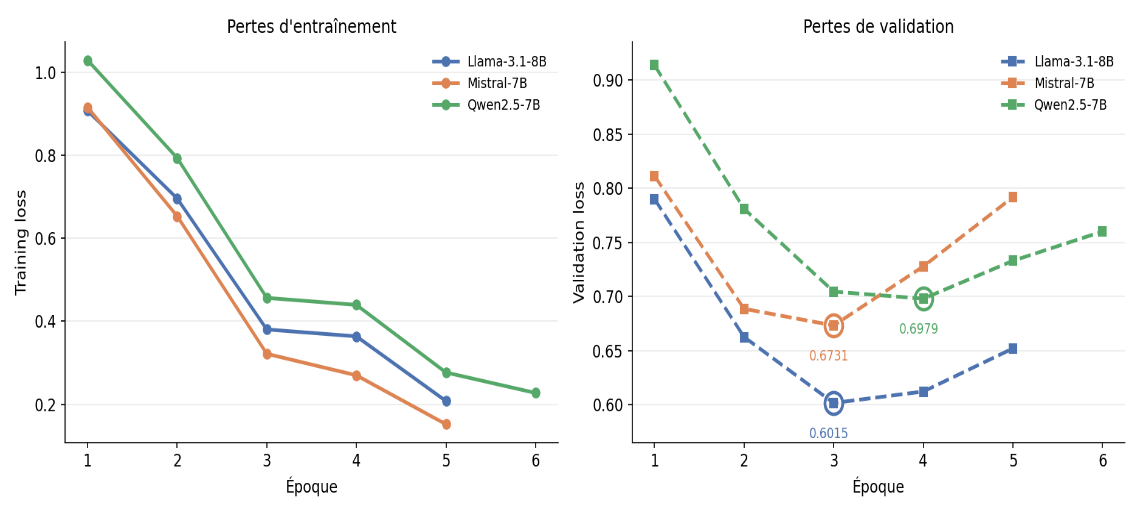 Pertes d'entraînement
Training loss
1.0
0.8
0.6
0.4
0.2
Llama-3.1-8B
Mistral-7B
Qwen2.5-7B
1 2 3 4 5 6
Époque
Pertes de validation
Validation loss
0.90
0.85
0.80
0.75
0.70
0.65
0.60
Llama-3.1-8B
Mistral-7B
Qwen2.5-7B
0.6979
0.6731
0.6015
1 2 3 4 5 6
Époque